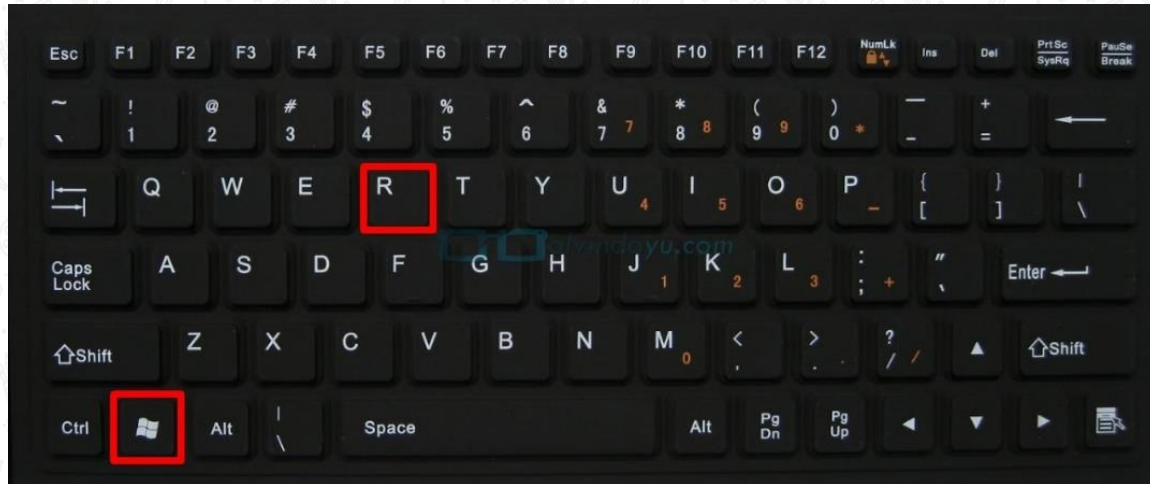 Esc F1 F2 F3 F4 F5 F6 F7 F8 F9 F10 F11 F12 NumLk Ins Del PrtSc SysRq PauSe Break
~ ` ! 1 @ 2 # 3 $ 4 % 5 ^ 6 & 7 7 * 8 8 ( 9 9 ) 0 * — - + =
Q W E R T Y U 4 I 5 O 6 P - { [ } ] | \
alvindayu.com
Caps Lock A S D F G H J 1 K 2 L 3 : ; + " ' Enter
Shift Z X C V B N M 0 < , > . . ? / / Shift
Ctrl Alt | \ Space Alt Pg Dn Pg Up